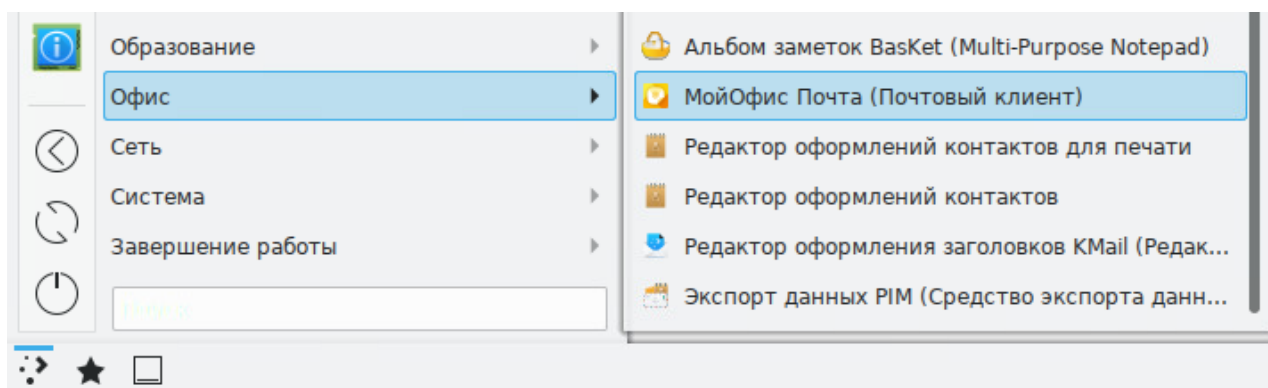 Образование
Офис
Сеть
Система
Завершение работы
Альбом заметок BasKet (Multi-Purpose Notepad)
МойОфис Почта (Почтовый клиент)
Редактор оформлений контактов для печати
Редактор оформлений контактов
Редактор оформления заголовков KMail (Редак...
Экспорт данных PIM (Средство экспорта данн...